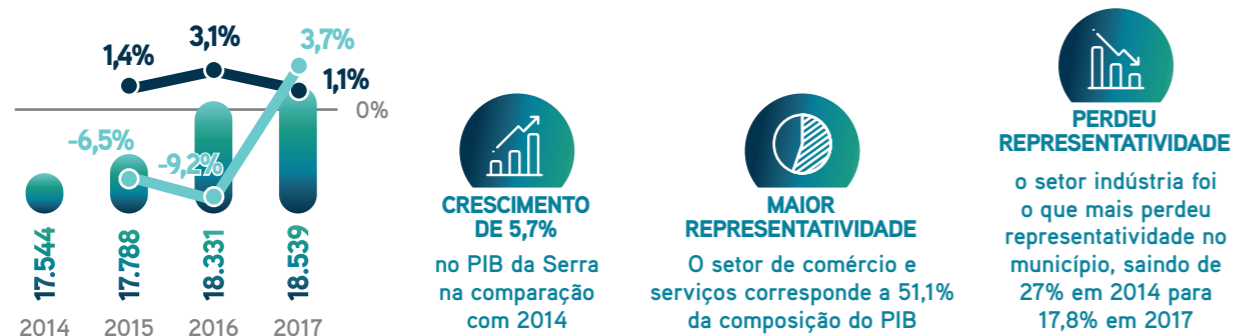 1,4%
3,1%
3,7%
1,1%
0%
-6,5%
-9,2%
17.544
17.788
18.331
18.539
2014
2015
2016
2017
CRESCIMENTO
DE 5,7%
no PIB da Serra
na comparação
com 2014
MAIOR
REPRESENTATIVIDADE
O setor de comércio e
serviços corresponde a 51,1%
da composição do PIB
PERDEU
REPRESENTATIVIDADE
o setor indústria foi
o que mais perdeu
representatividade no
município, saindo de
27% em 2014 para
17,8% em 2017